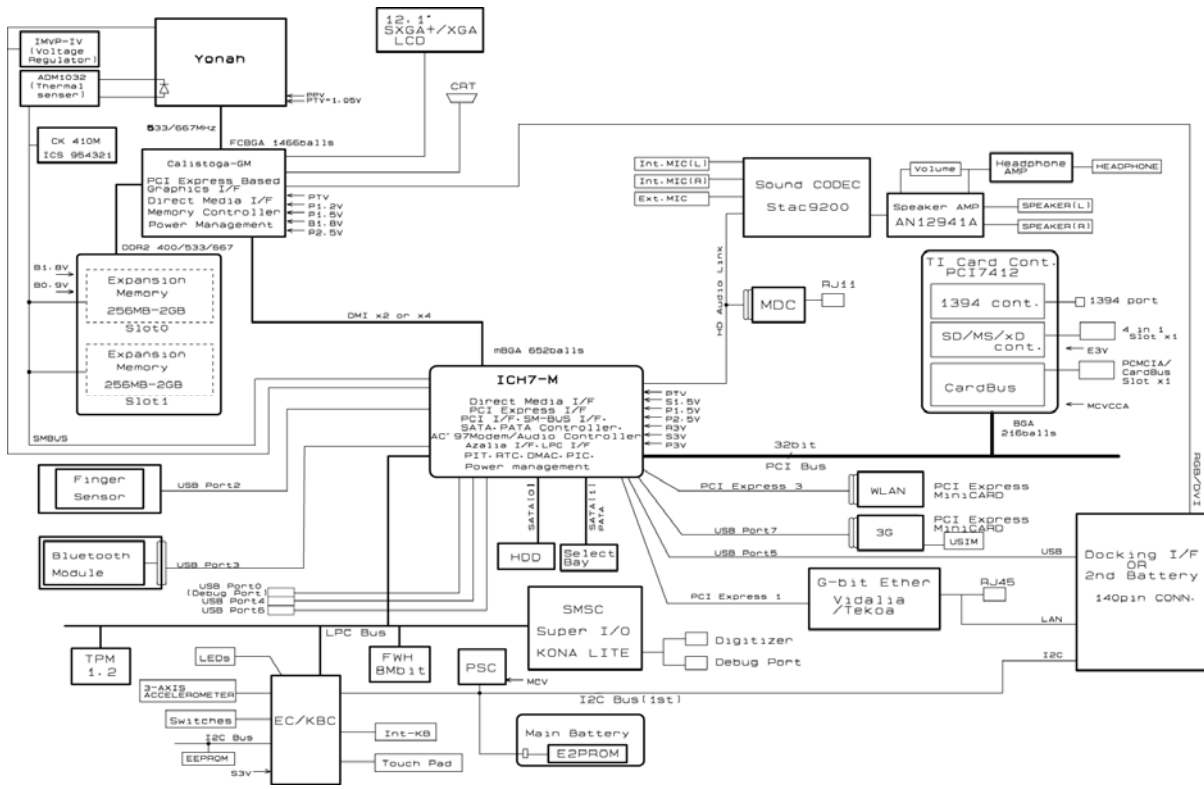 12.1"
SXGA+/XGA
LCD
IMVP-IV
(Voltage
Regulator)
Yonah
ADM1032
(Thermal
senser)
PPV
PTV=1.05V
CRT
533/667MHz
FCBGA 1466balls
CK 410M
ICS 954321
Calistoga-GM
PCI Express Based
Graphics I/F
Direct Media I/F
Memory Controller
Power Management
PTV
P1.2V
P1.5V
B1.8V
P2.5V
DDR2 400/533/667
B1.8V
B0.9V
Expansion
Memory
256MB-2GB
Slot0
Expansion
Memory
256MB-2GB
Slot1
DMI x2 or x4
Int.MIC(L)
Int.MIC(R)
Ext.MIC
Sound CODEC
Stac9200
Volume
Headphone
AMP
HEADPHONE
Speaker AMP
AN12941A
SPEAKER(L)
SPEAKER(R)
HD Audio Link
MDC
RJ11
TI Card Cont.
PCI7412
1394 cont.
1394 port
SD/MS/xD
cont.
4 in 1
Slot x1
E3V
CardBus
PCMCIA/
CardBus
Slot x1
MCVCCA
BGA
216balls
mBGA 652balls
ICH7-M
Direct Media I/F
PCI Express I/F
PCI I/F.SM-BUS I/F.
SATA.PATA Controller.
AC'97Modem/Audio Controller
Azalia I/F.LPC I/F
PIT.RTC.DMAC.PIC.
Power management
PTV
S1.5V
P1.5V
P2.5V
R3V
S3V
P3V
SMBUS
32bit
PCI Bus
RGB/DVI
Finger
Sensor
USB Port2
Bluetooth
Module
USB Port3
SATA[0]
SATA[1]
PATA
HDD
Select
Bay
PCI Express 3
WLAN
PCI Express
MiniCARD
USB Port7
3G
PCI Express
MiniCARD
USIM
USB Port5
USB
PCI Express 1
G-bit Ether
Vidalia
/Tekoa
RJ45
LAN
Docking I/F
OR
2nd Battery
140pin CONN.
I2C
USB Port0
(Debug Port)
USB Port4
USB Port6
LPC Bus
SMSC
Super I/O
KONA LITE
Digitizer
Debug Port
TPM
1.2
LEDs
FWH
8Mbit
PSC
MCV
3-AXIS
ACCELEROMETER
Switches
I2C Bus
EEPROM
S3V
EC/KBC
Int-KB
Touch Pad
I2C Bus(1st)
Main Battery
E2PROM